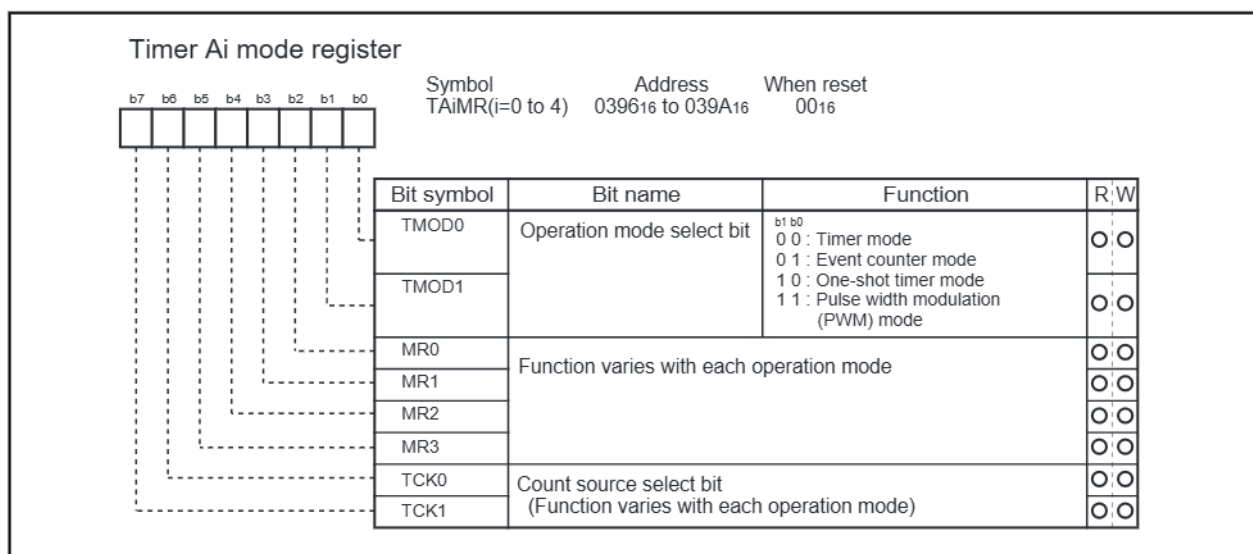 Timer Ai mode register
Symbol Address When reset
TAiMR(i=0 to 4) 039616 to 039A16 0016
b7 b6 b5 b4 b3 b2 b1 b0
Bit symbol Bit name Function R W
TMOD0 Operation mode select bit b1 b0
0 0 : Timer mode
0 1 : Event counter mode
TMOD1 1 0 : One-shot timer mode
1 1 : Pulse width modulation
(PWM) mode
MR0 Function varies with each operation mode
MR1
MR2
MR3
TCK0 Count source select bit
TCK1 (Function varies with each operation mode)